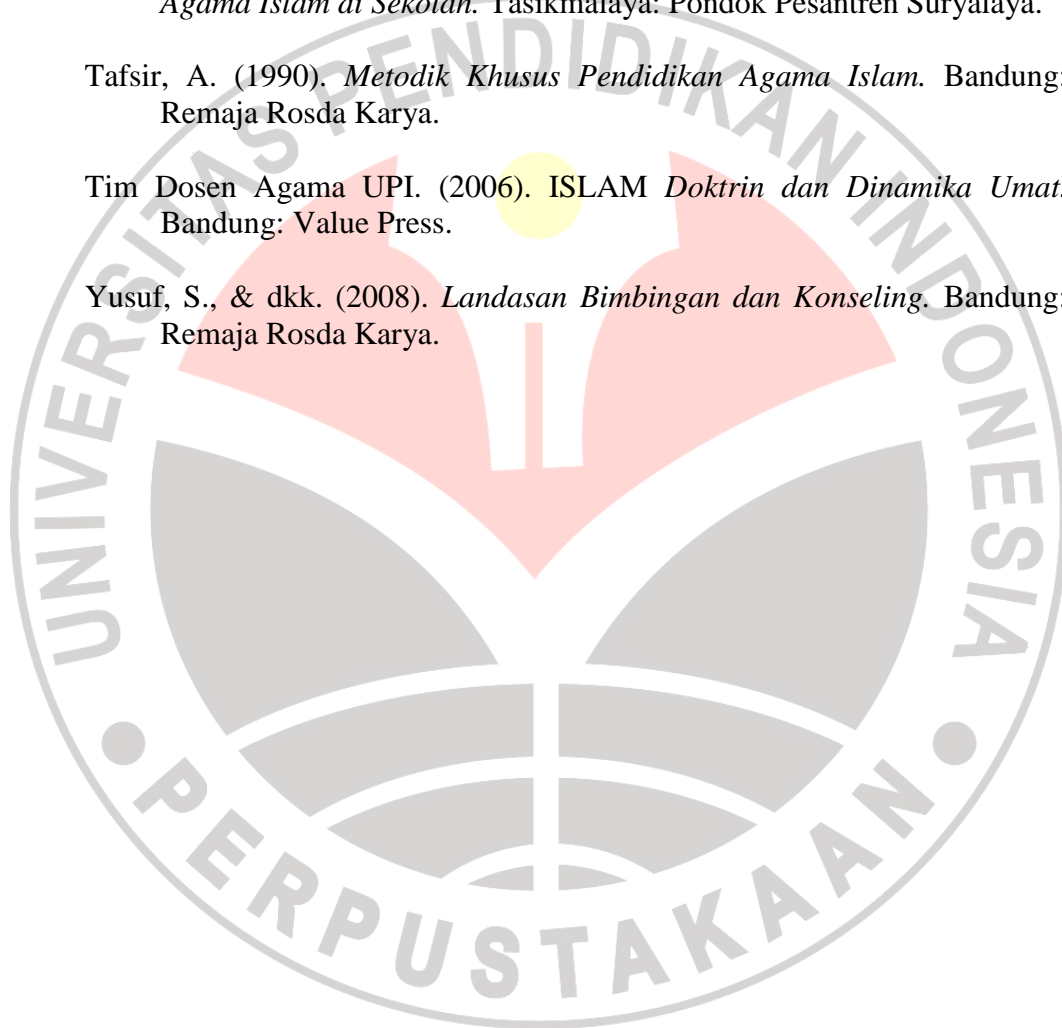 Agama Islam di Sekolah. Tasikmalaya: Pondok Pesantren Suryalaya.
Tafsir, A. (1990). Metodik Khusus Pendidikan Agama Islam. Bandung:
Remaja Rosda Karya.
Tim Dosen Agama UPI. (2006). ISLAM Doktrin dan Dinamika Umat.
Bandung: Value Press.
Yusuf, S., & dkk. (2008). Landasan Bimbingan dan Konseling. Bandung:
Remaja Rosda Karya.
UNIVERSITAS PENDIDIKAN INDONESIA
PERPUSTAKAAN